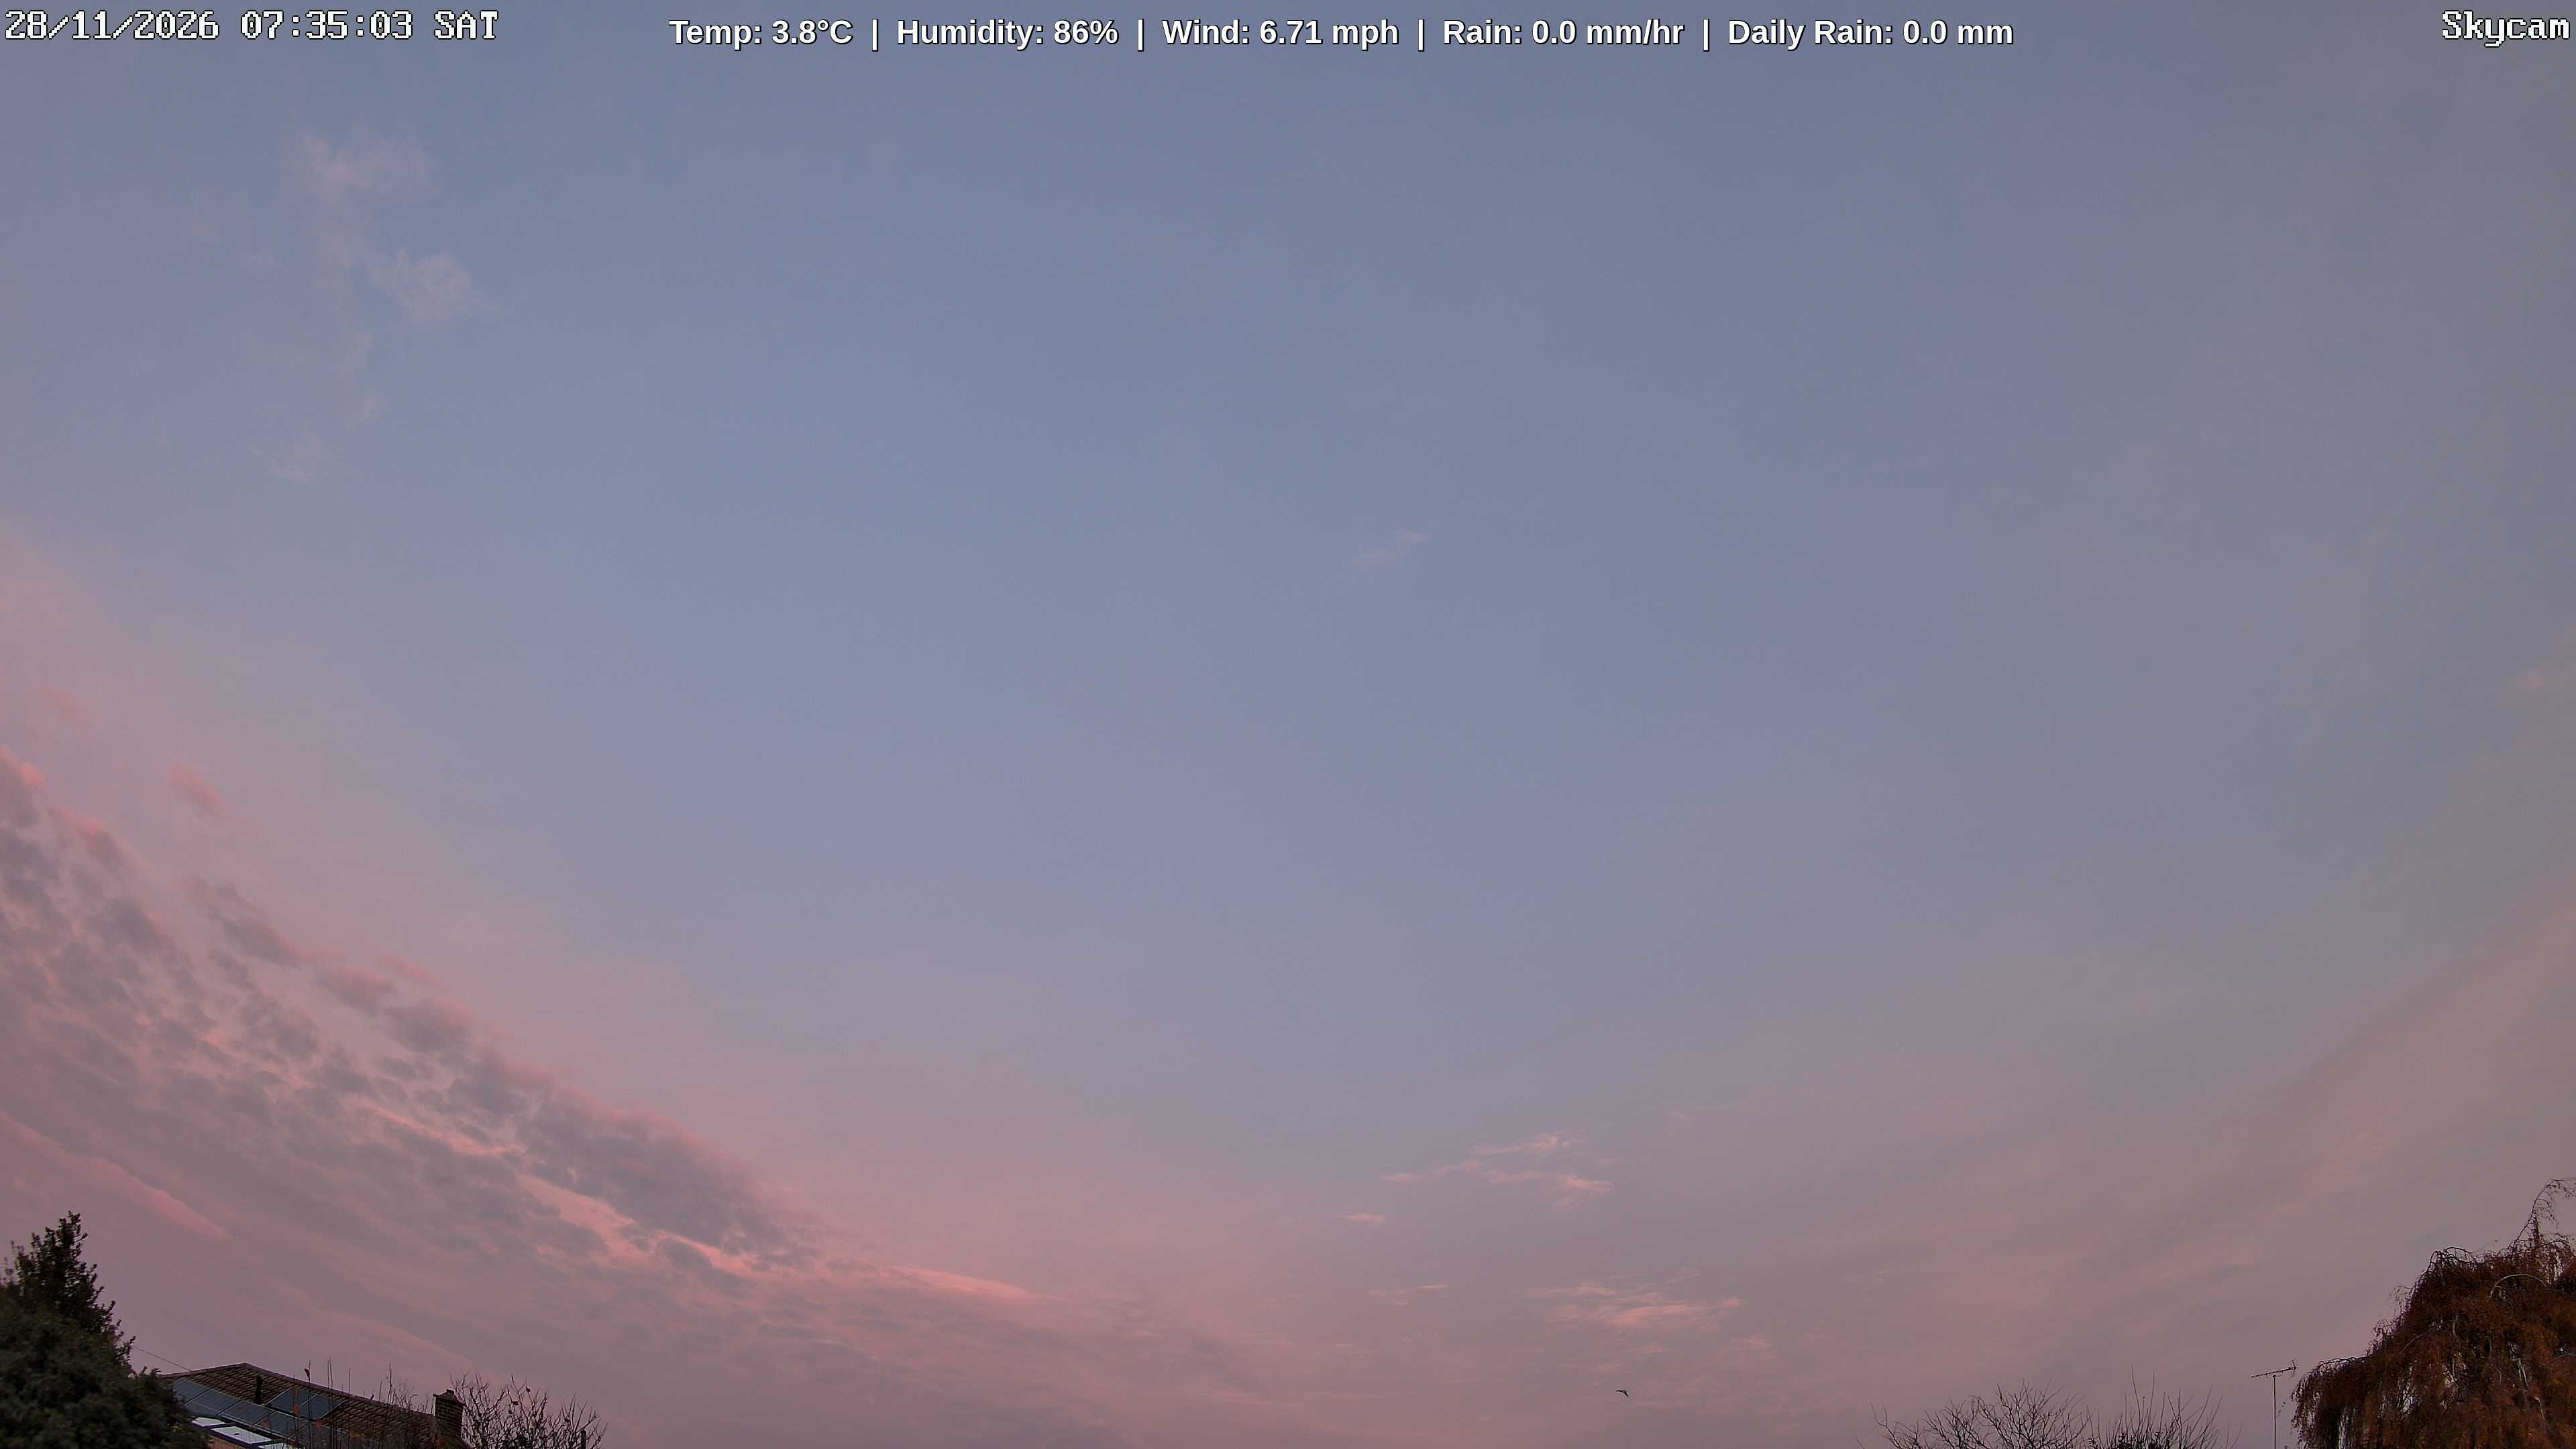 28/11/2026 07:35:03 SAT
Temp: 3.8°C | Humidity: 86% | Wind: 6.71 mph | Rain: 0.0 mm/hr | Daily Rain: 0.0 mm
Skycam